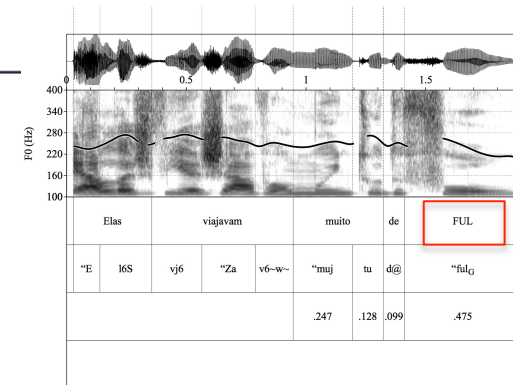 0 0.5 1 1.5
400
340
280
220
160
100
F0 (Hz)
Elas viajavam muito de FUL
“E l6S vj6 “Za v6~w~ “muj tu d@ “fulG
.247 .128 .099 .475